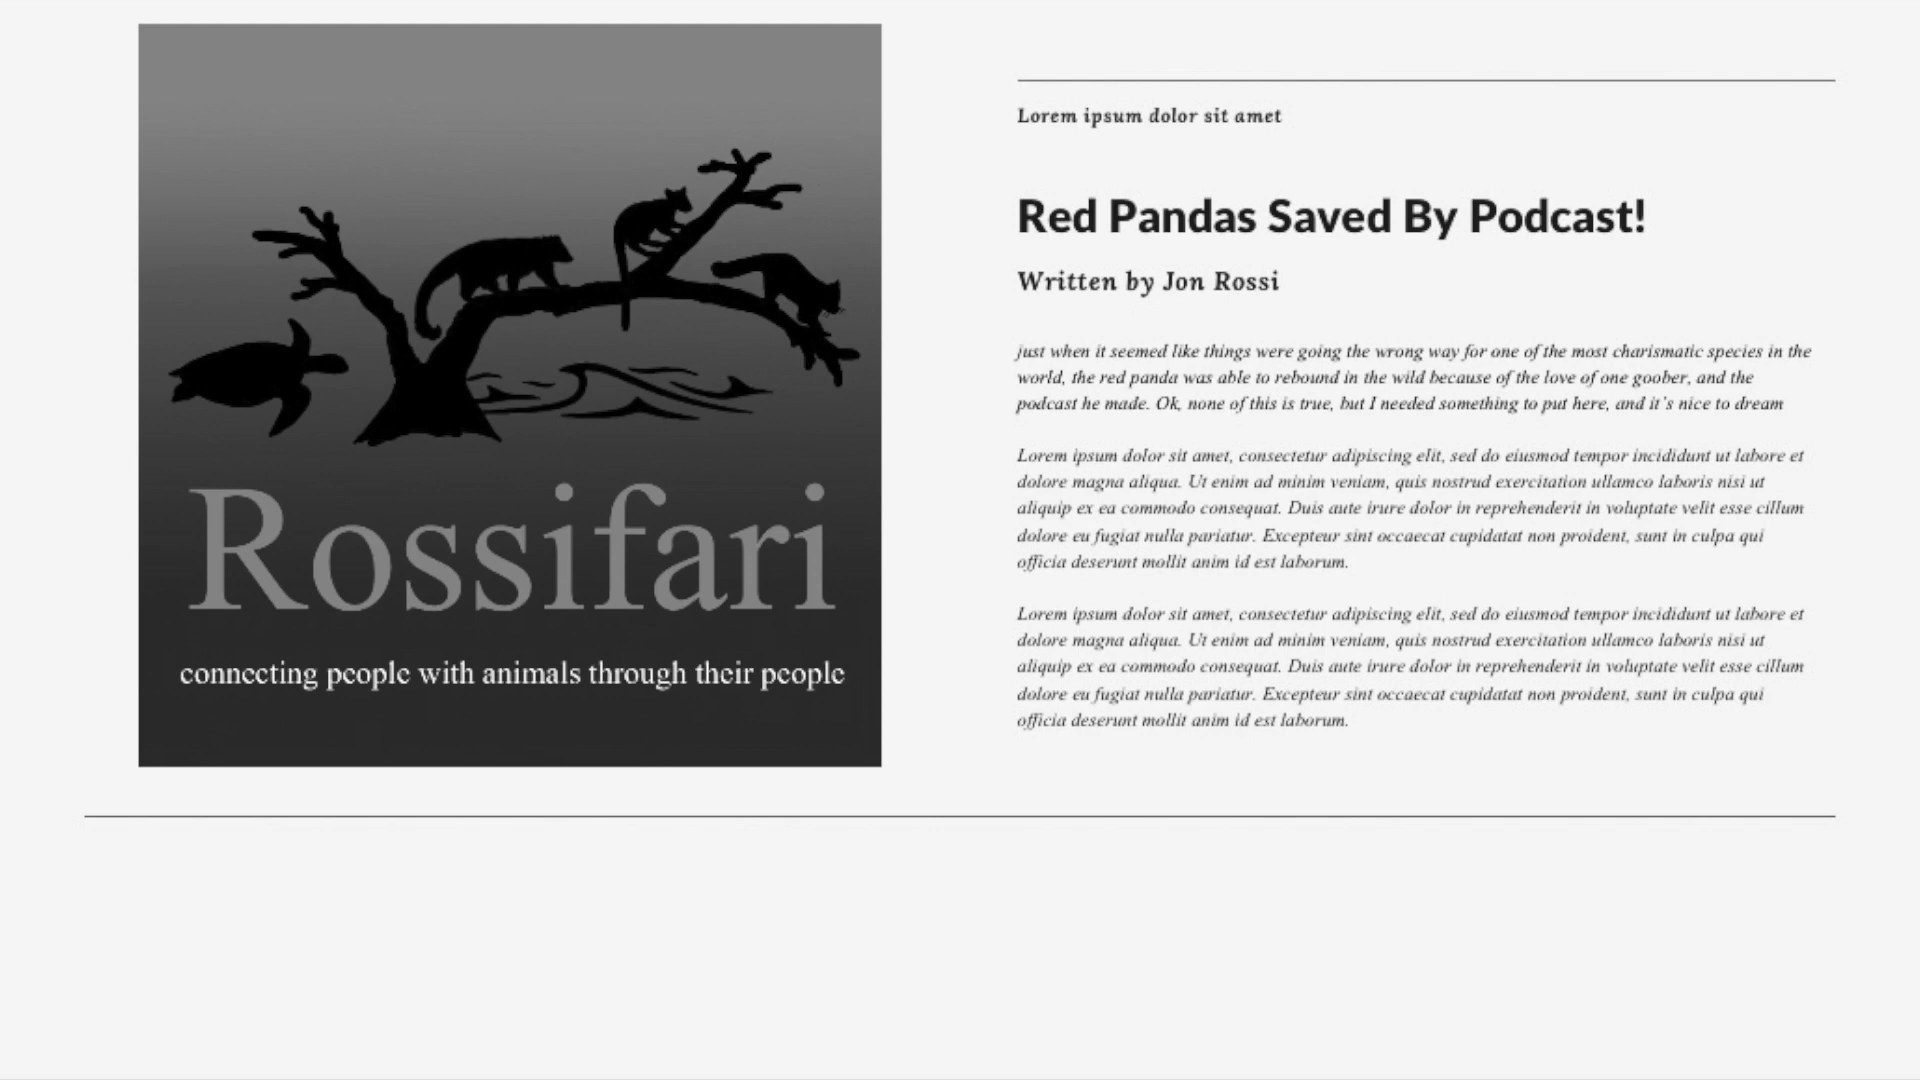 Rossifari
connecting people with animals through their people
Lorem ipsum dolor sit amet
Red Pandas Saved By Podcast!
Written by Jon Rossi
just when it seemed like things were going the wrong way for one of the most charismatic species in the
world, the red panda was able to rebound in the wild because of the love of one goober, and the
podcast he made. Ok, none of this is true, but I needed something to put here, and it's nice to dream
Lorem ipsum dolor sit amet, consectetur adipiscing elit, sed do eiusmod tempor incididunt ut labore et
dolore magna aliqua. Ut enim ad minim veniam, quis nostrud exercitation ullamco laboris nisi ut
aliquip ex ea commodo consequat. Duis aute irure dolor in reprehenderit in voluptate velit esse cillum
dolore eu fugiat nulla pariatur. Excepteur sint occaecat cupidatat non proident, sunt in culpa qui
officia deserunt mollit anim id est laborum.
Lorem ipsum dolor sit amet, consectetur adipiscing elit, sed do eiusmod tempor incididunt ut labore et
dolore magna aliqua. Ut enim ad minim veniam, quis nostrud exercitation ullamco laboris nisi ut
aliquip ex ea commodo consequat. Duis aute irure dolor in reprehenderit in voluptate velit esse cillum
dolore eu fugiat nulla pariatur. Excepteur sint occaecat cupidatat non proident, sunt in culpa qui
officia deserunt mollit anim id est laborum.